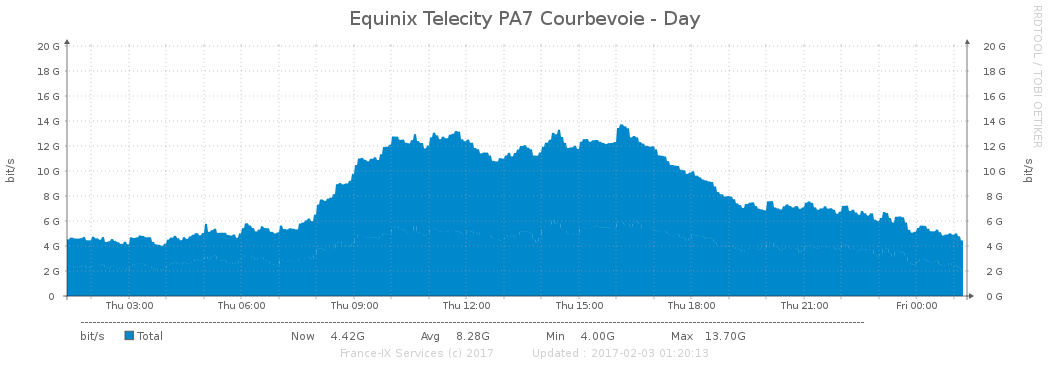 Equinix Telecity PA7 Courbevoie - Day
RRDTOOL / TOBI OETIKER
20 G 20 G
18 G 18 G
16 G 16 G
14 G 14 G
12 G 12 G
10 G 10 G
8 G 8 G
6 G 6 G
4 G 4 G
2 G 2 G
0 0 G
bit/s
bit/s
Thu 03:00 Thu 06:00 Thu 09:00 Thu 12:00 Thu 15:00 Thu 18:00 Thu 21:00 Fri 00:00
bit/s Total Now 4.42G Avg 8.28G Min 4.00G Max 13.70G
France-IX Services (c) 2017 Updated : 2017-02-03 01:20:13